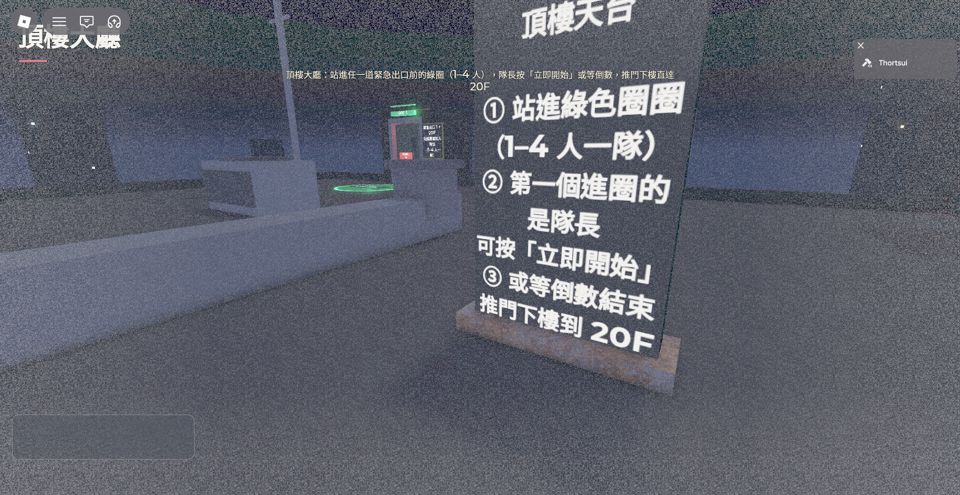 頂樓大廳
頂樓大廳：站進任一道緊急出口前的綠圈（1–4 人），隊長按「立即開始」或等倒數，推門下樓直達
20F
Thortsui
頂樓天台
① 站進綠色圈圈
（1–4 人一隊）
② 第一個進圈的
是隊長
可按「立即開始」
③ 或等倒數結束
推門下樓到 20F